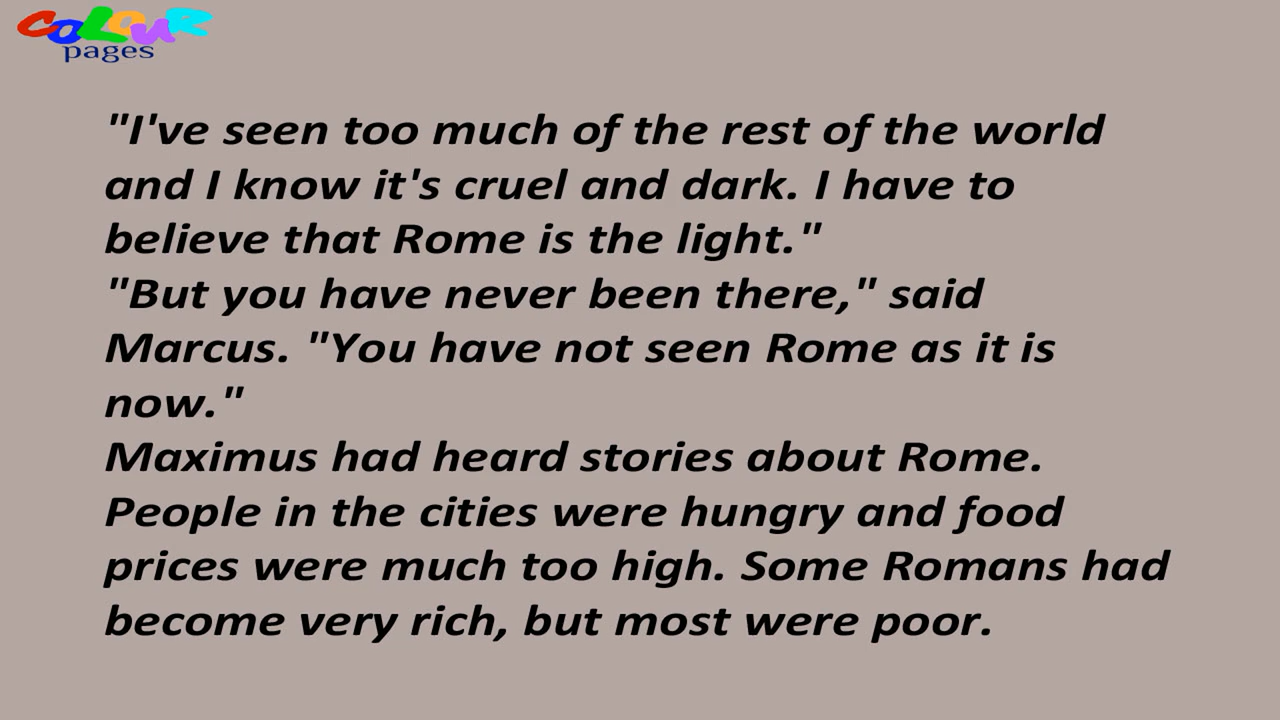 COLOUR
pages
"I've seen too much of the rest of the world
and I know it's cruel and dark. I have to
believe that Rome is the light."
"But you have never been there," said
Marcus. "You have not seen Rome as it is
now."
Maximus had heard stories about Rome.
People in the cities were hungry and food
prices were much too high. Some Romans had
become very rich, but most were poor.